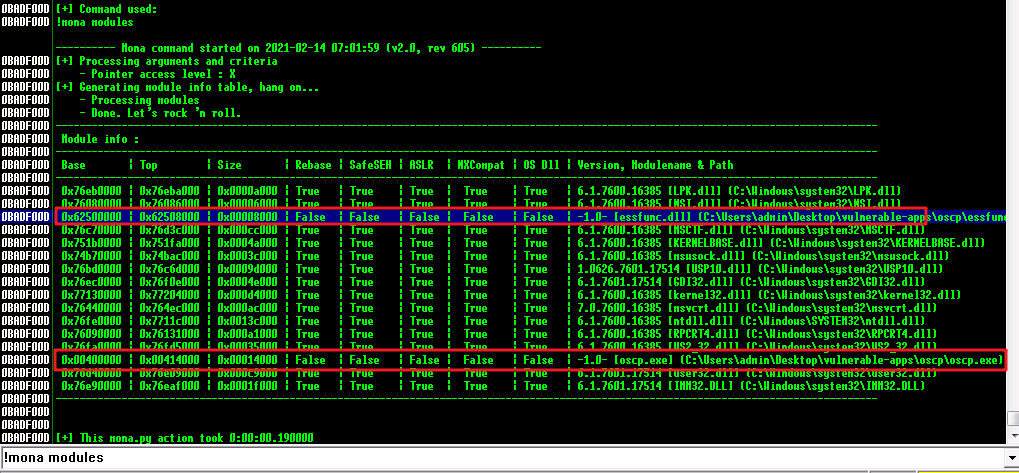 0BADF00D [+] Command used:
0BADF00D !mona modules
---------- Mona command started on 2021-02-14 07:01:59 (v2.0, rev 605) ----------
0BADF00D [+] Processing arguments and criteria
0BADF00D - Pointer access level : X
0BADF00D [+] Generating module info table, hang on...
0BADF00D - Processing modules
0BADF00D - Done. Let's rock 'n roll.
0BADF00D Module info :
0BADF00D Base | Top | Size | Rebase | SafeSEH | ASLR | NXCompat | OS Dll | Version, Modulename & Path
0BADF00D 0x76eb0000 | 0x76eba000 | 0x0000a000 | True | True | True | True | True | 6.1.7600.16385 [LPK.dll] (C:\Windows\system32\LPK.dll)
0BADF00D 0x76080000 | 0x76086000 | 0x00006000 | True | True | True | True | True | 6.1.7600.16385 [NSI.dll] (C:\Windows\system32\NSI.dll)
0BADF00D 0x62500000 | 0x62508000 | 0x00008000 | False | False | False | False | False | -1.0- [essfunc.dll] (C:\Users\admin\Desktop\vulnerable-apps\oscp\essfunc
0BADF00D 0x76c70000 | 0x76d3c000 | 0x000cc000 | True | True | True | True | True | 6.1.7600.16385 [MSCTF.dll] (C:\Windows\system32\MSCTF.dll)
0BADF00D 0x751b0000 | 0x751fa000 | 0x0004a000 | True | True | True | True | True | 6.1.7600.16385 [KERNELBASE.dll] (C:\Windows\system32\KERNELBASE.dll)
0BADF00D 0x74b70000 | 0x74bac000 | 0x0003c000 | True | True | True | True | True | 6.1.7600.16385 [mswsock.dll] (C:\Windows\system32\mswsock.dll)
0BADF00D 0x76bd0000 | 0x76c6d000 | 0x0009d000 | True | True | True | True | True | 1.0626.7601.17514 [USP10.dll] (C:\Windows\system32\USP10.dll)
0BADF00D 0x76ec0000 | 0x76f0e000 | 0x0004e000 | True | True | True | True | True | 6.1.7601.17514 [GDI32.dll] (C:\Windows\system32\GDI32.dll)
0BADF00D 0x77130000 | 0x77204000 | 0x000d4000 | True | True | True | True | True | 6.1.7600.16385 [kernel32.dll] (C:\Windows\system32\kernel32.dll)
0BADF00D 0x76440000 | 0x764ec000 | 0x000ac000 | True | True | True | True | True | 7.0.7600.16385 [msvcrt.dll] (C:\Windows\system32\msvcrt.dll)
0BADF00D 0x76fe0000 | 0x7711c000 | 0x0013c000 | True | True | True | True | True | 6.1.7600.16385 [ntdll.dll] (C:\Windows\SYSTEM32\ntdll.dll)
0BADF00D 0x76090000 | 0x76131000 | 0x000a1000 | True | True | True | True | True | 6.1.7600.16385 [RPCRT4.dll] (C:\Windows\system32\RPCRT4.dll)
0BADF00D 0x76fa0000 | 0x76fd5000 | 0x00035000 | True | True | True | True | True | 6.1.7600.16385 [WS2_32.dll] (C:\Windows\system32\WS2_32.dll)
0BADF00D 0x00400000 | 0x00414000 | 0x00014000 | False | False | False | False | False | -1.0- [oscp.exe] (C:\Users\admin\Desktop\vulnerable-apps\oscp\oscp.exe)
0BADF00D | True | True | True | True | True | 6.1.7601.17514 [user32.dll] (C:\Windows\system32\user32.dll)
0BADF00D 0x76e90000 | 0x76eaf000 | 0x0001f000 | True | True | True | True | True | 6.1.7601.17514 [IMM32.DLL] (C:\Windows\system32\IMM32.DLL)
0BADF00D
0BADF00D
0BADF00D
0BADF00D [+] This mona.py action took 0:00:00.190000
!mona modules